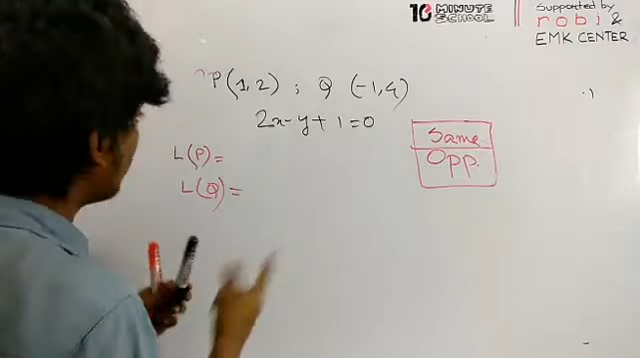 10 MINUTE SCHOOL
Supported by
robi &
EMK CENTER
P(1,2) ; Q (-1,4)
2x-y+1=0
Same
Opp.
L(P)=
L(Q)=